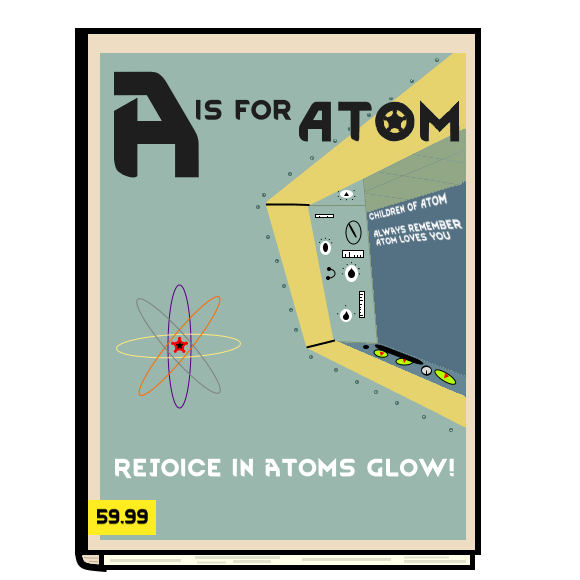 A IS FOR ATOM
CHILDREN OF ATOM
ALWAYS REMEMBER
ATOM LOVES YOU
REJOICE IN ATOMS GLOW!
59.99